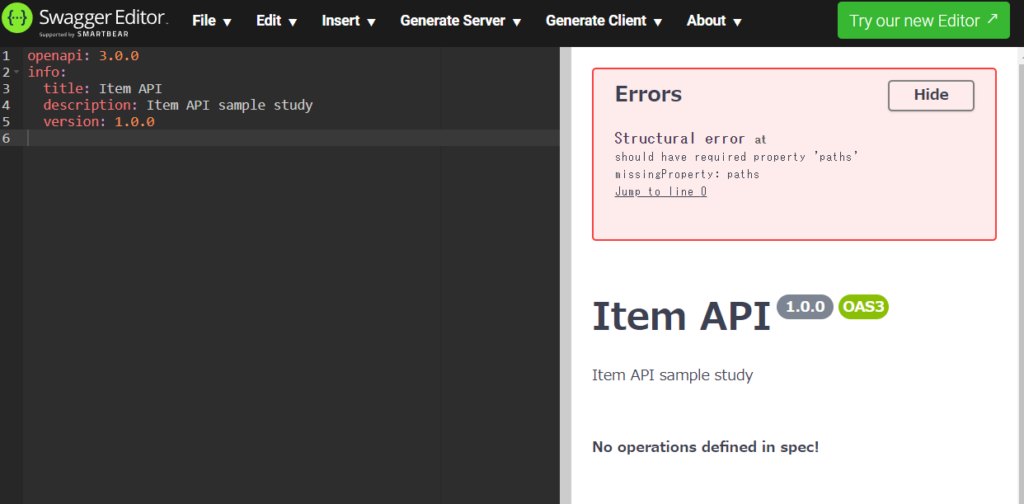 Swagger Editor.
Supported by SMARTBEAR
File ▼ Edit ▼ Insert ▼ Generate Server ▼ Generate Client ▼ About ▼ Try our new Editor ↗
1 openapi: 3.0.0
2 info:
3 title: Item API
4 description: Item API sample study
5 version: 1.0.0
6
Errors
Hide
Structural error at
should have required property 'paths'
missingProperty: paths
Jump to line 0
Item API 1.0.0 OAS3
Item API sample study
No operations defined in spec!